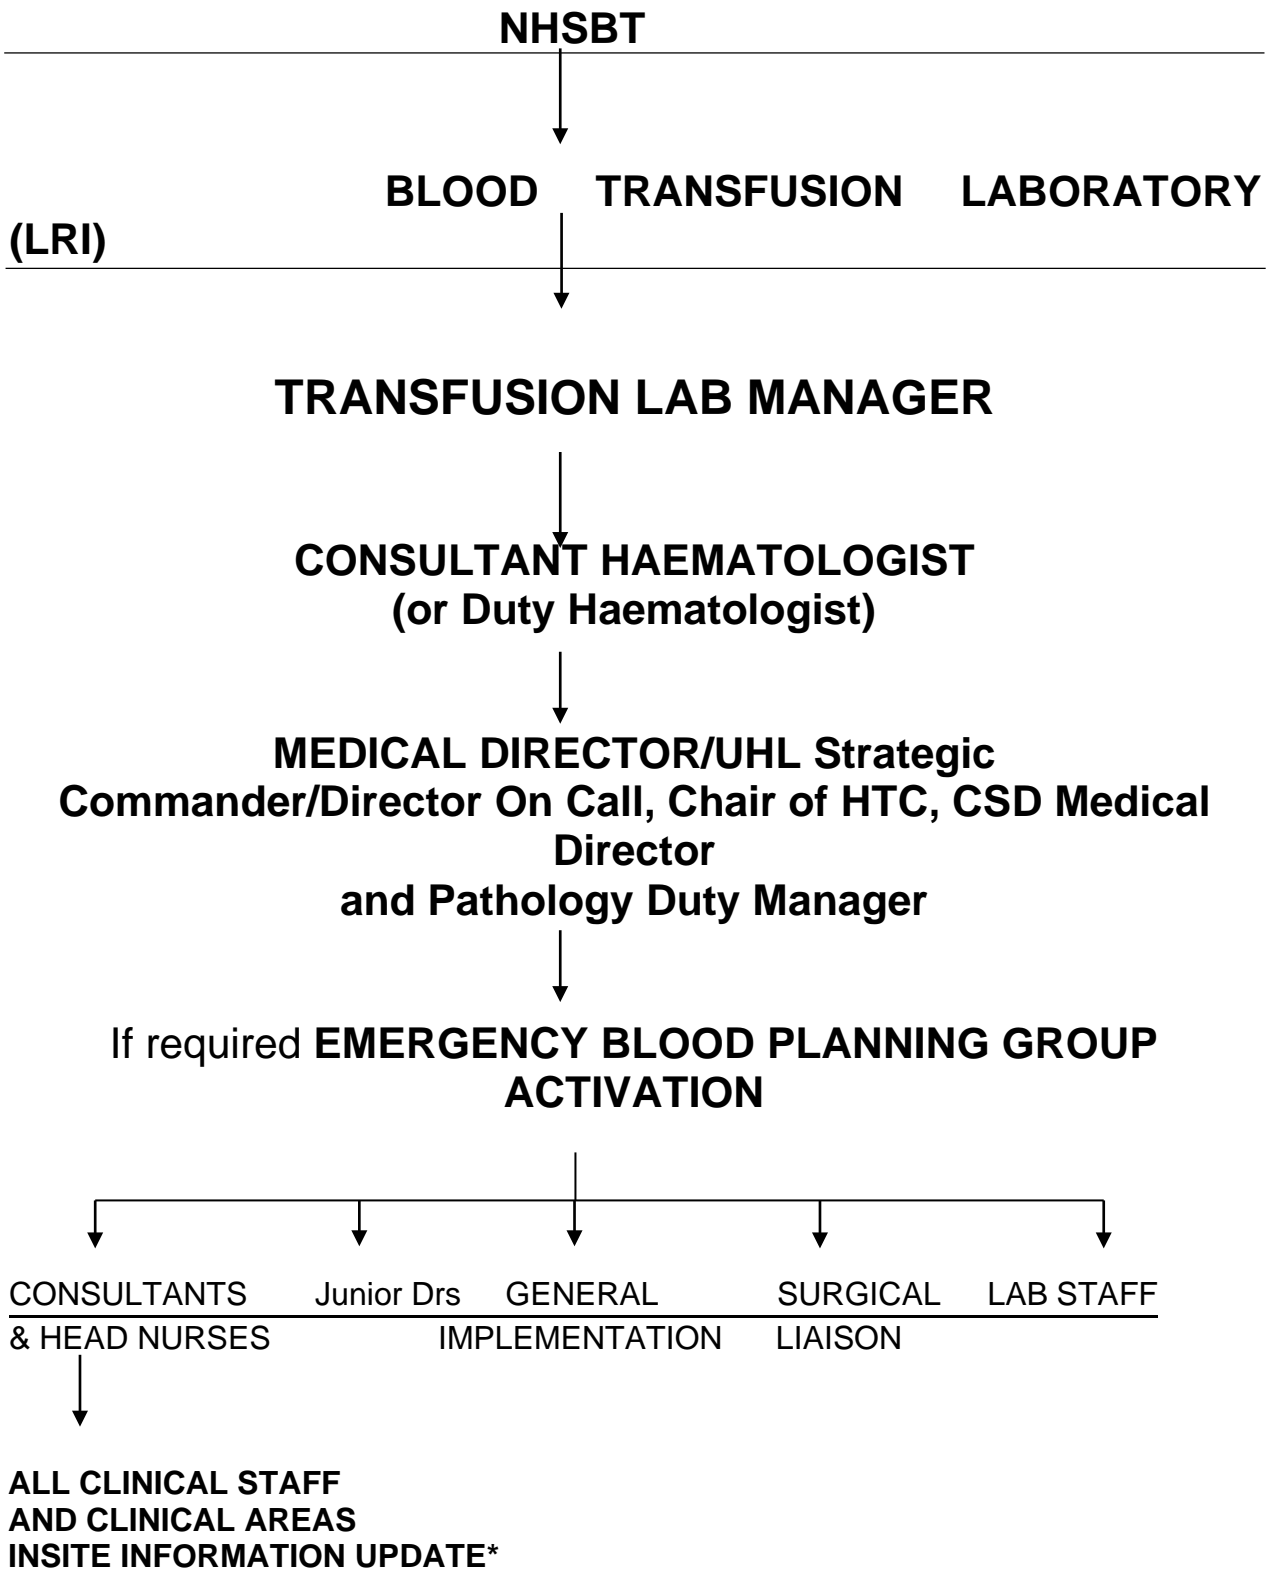 NHSBT
BLOOD TRANSFUSION LABORATORY
(LRI)
TRANSFUSION LAB MANAGER
CONSULTANT HAEMATOLOGIST
(or Duty Haematologist)
MEDICAL DIRECTOR/UHL Strategic
Commander/Director On Call, Chair of HTC, CSD Medical
Director
and Pathology Duty Manager
If required EMERGENCY BLOOD PLANNING GROUP
ACTIVATION
CONSULTANTS Junior Drs GENERAL SURGICAL LAB STAFF
& HEAD NURSES IMPLEMENTATION LIAISON
ALL CLINICAL STAFF
AND CLINICAL AREAS
INSITE INFORMATION UPDATE*